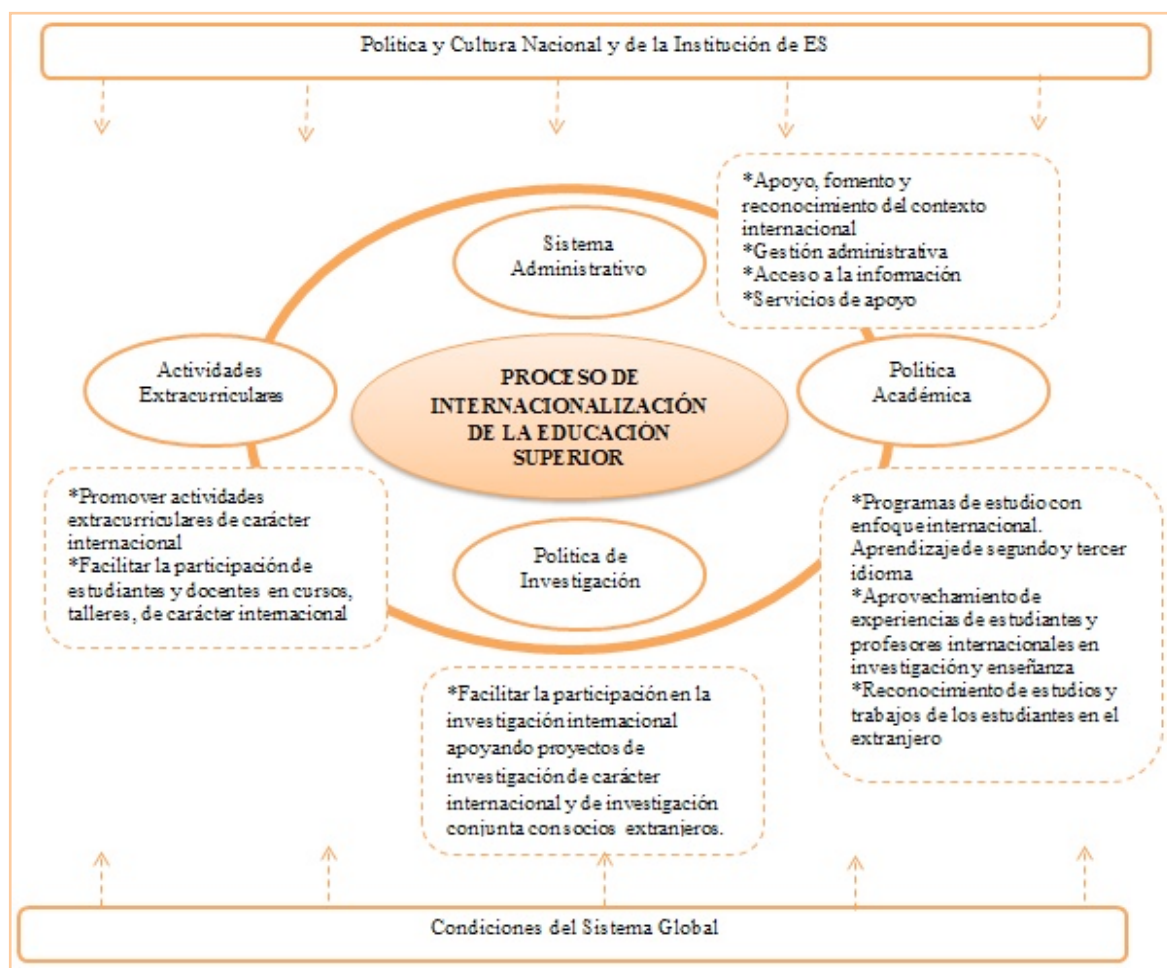 Política y Cultura Nacional y de la Institución de ES
*Apoyo, fomento y
reconocimiento del contexto
internacional
*Gestión administrativa
*Acceso a la información
*Servicios de apoyo
Sistema
Administrativo
Actividades
Extracurriculares
PROCESO DE
INTERNACIONALIZACIÓN
DE LA EDUCACIÓN
SUPERIOR
Política
Académica
*Promover actividades
extracurriculares de carácter
internacional
*Facilitar la participación de
estudiantes y docentes en cursos,
talleres, de carácter internacional
Política de
Investigación
*Programas de estudio con
enfoque internacional.
Aprendizaje de segundo y tercer
idioma
*Aprovechamiento de
experiencias de estudiantes y
profesores internacionales en
investigación y enseñanza
*Reconocimiento de estudios y
trabajos de los estudiantes en el
extranjero
*Facilitar la participación en la
investigación internacional
apoyando proyectos de
investigación de carácter
internacional y de investigación
conjunta con socios extranjeros.
Condiciones del Sistema Global